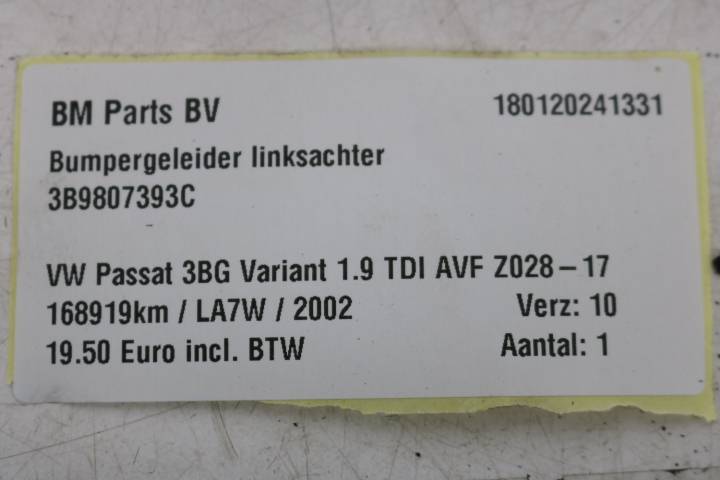 BM Parts BV 180120241331
Bumpergeleider linksachter
3B9807393C
VW Passat 3BG Variant 1.9 TDI AVF Z028-17
168919km / LA7W / 2002 Verz: 10
19.50 Euro incl. BTW Aantal: 1